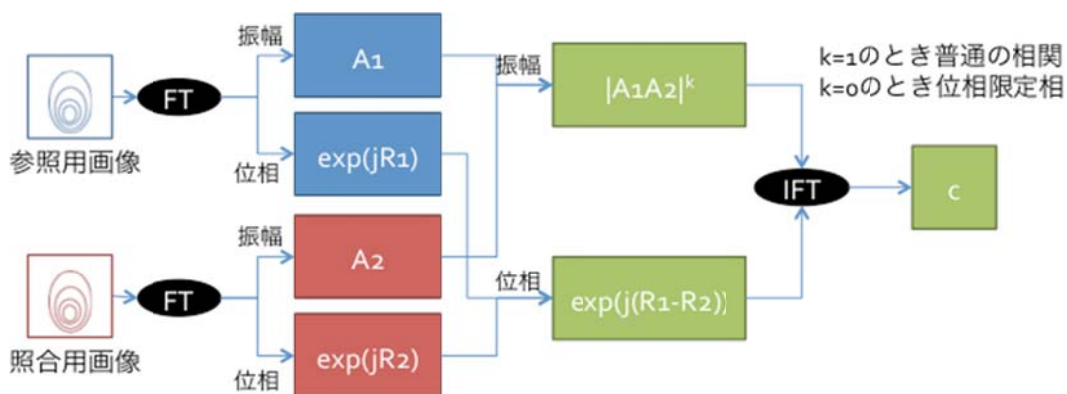 振幅
A1
FT
参照用画像
位相
exp(jR1)
振幅
|A1A2|^k
k=1のとき普通の相関
k=0のとき位相限定相
IFT
c
振幅
A2
FT
照合用画像
位相
exp(jR2)
位相
exp(j(R1-R2))